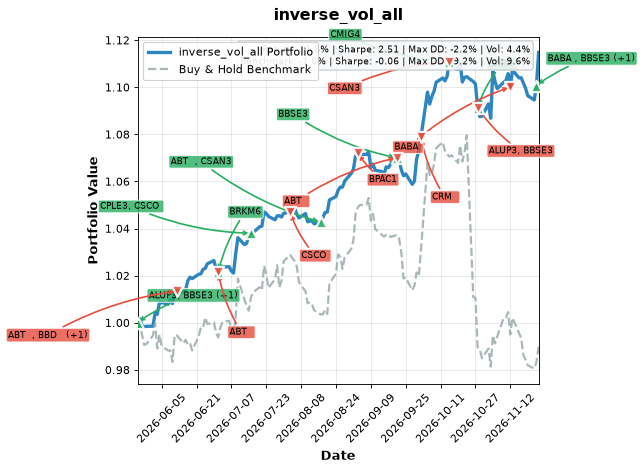 inverse_vol_all
CMIG4
inverse_vol_all Portfolio
Buy & Hold Benchmark
% | Sharpe: 2.51 | Max DD: -2.2% | Vol: 4.4%
% | Sharpe: -0.06 | Max DD: -9.2% | Vol: 9.6%
BABA , BBSE3 (+1)
CSAN3
BBSE3
BABA
ALUP3, BBSE3
ABT , CSAN3
BPAC1
ABT
CRM
CPLE3, CSCO
BRKM6
CSCO
ALUP3, BBSE3 (+1)
ABT , BBD (+1)
ABT
1.12
1.10
1.08
1.06
1.04
1.02
1.00
0.98
Portfolio Value
2026-06-05
2026-06-21
2026-07-07
2026-07-23
2026-08-08
2026-08-24
2026-09-09
2026-09-25
2026-10-11
2026-10-27
2026-11-12
Date